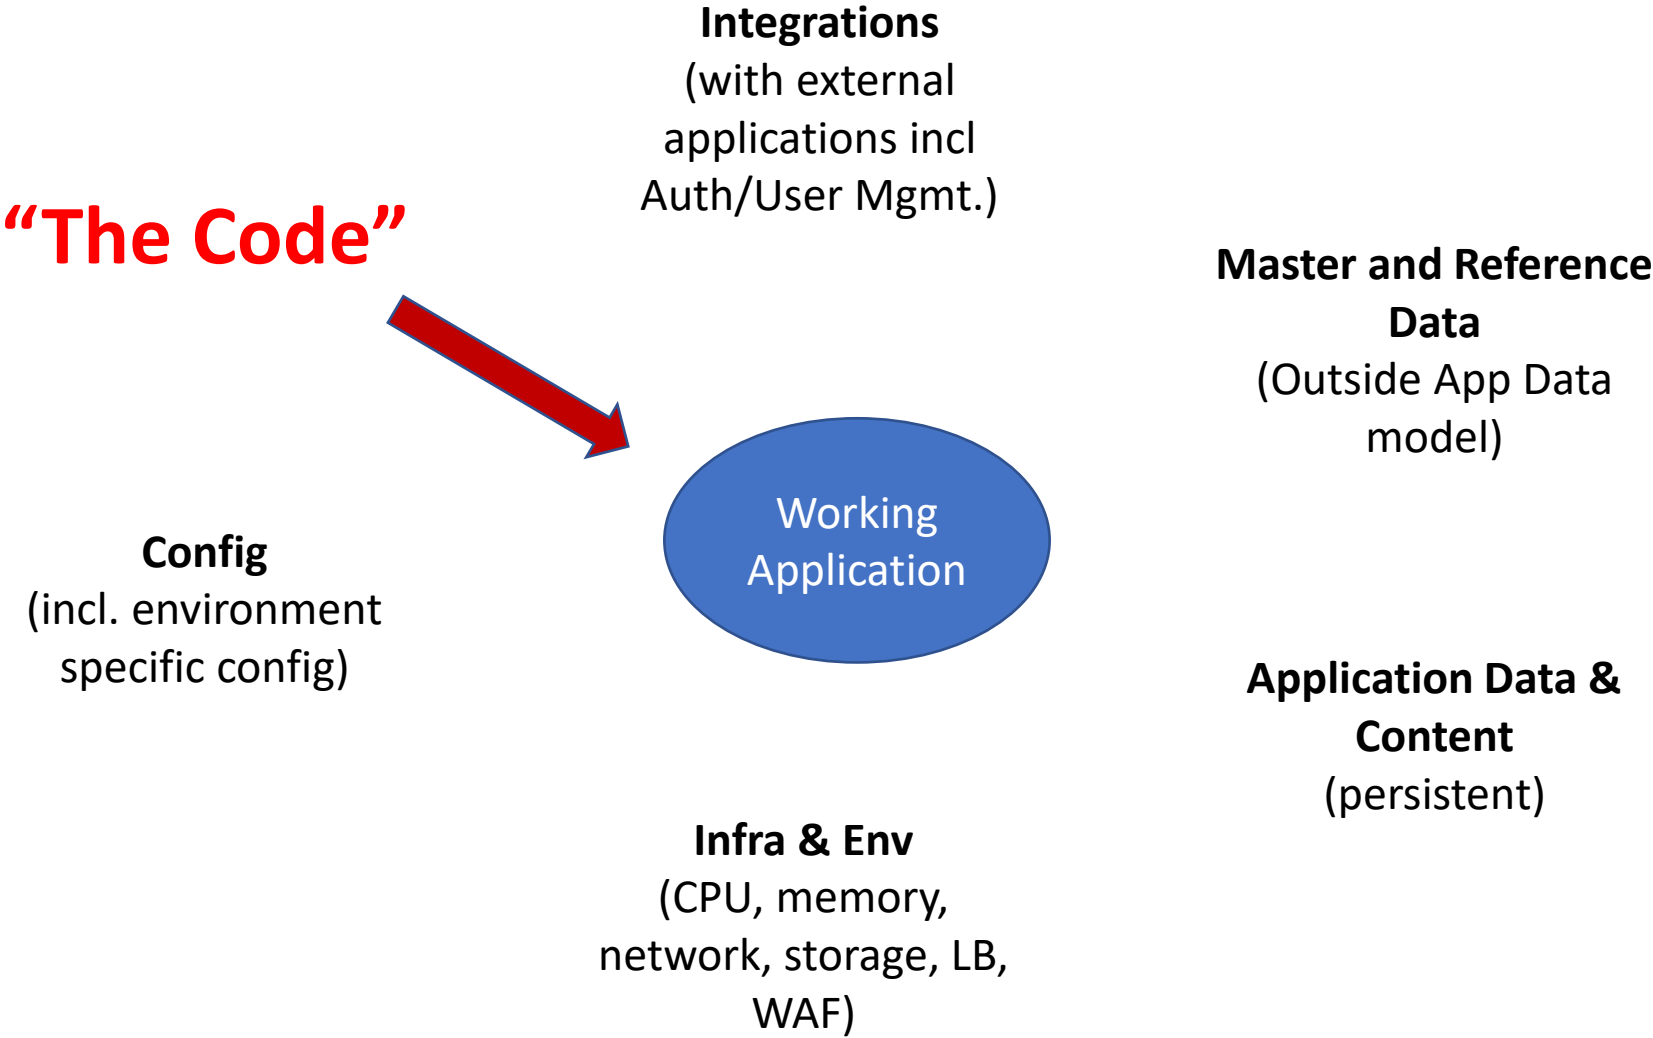 Integrations
(with external
applications incl
Auth/User Mgmt.)
“The Code”
Master and Reference
Data
(Outside App Data
model)
Working
Application
Config
(incl. environment
specific config)
Application Data &
Content
(persistent)
Infra & Env
(CPU, memory,
network, storage, LB,
WAF)